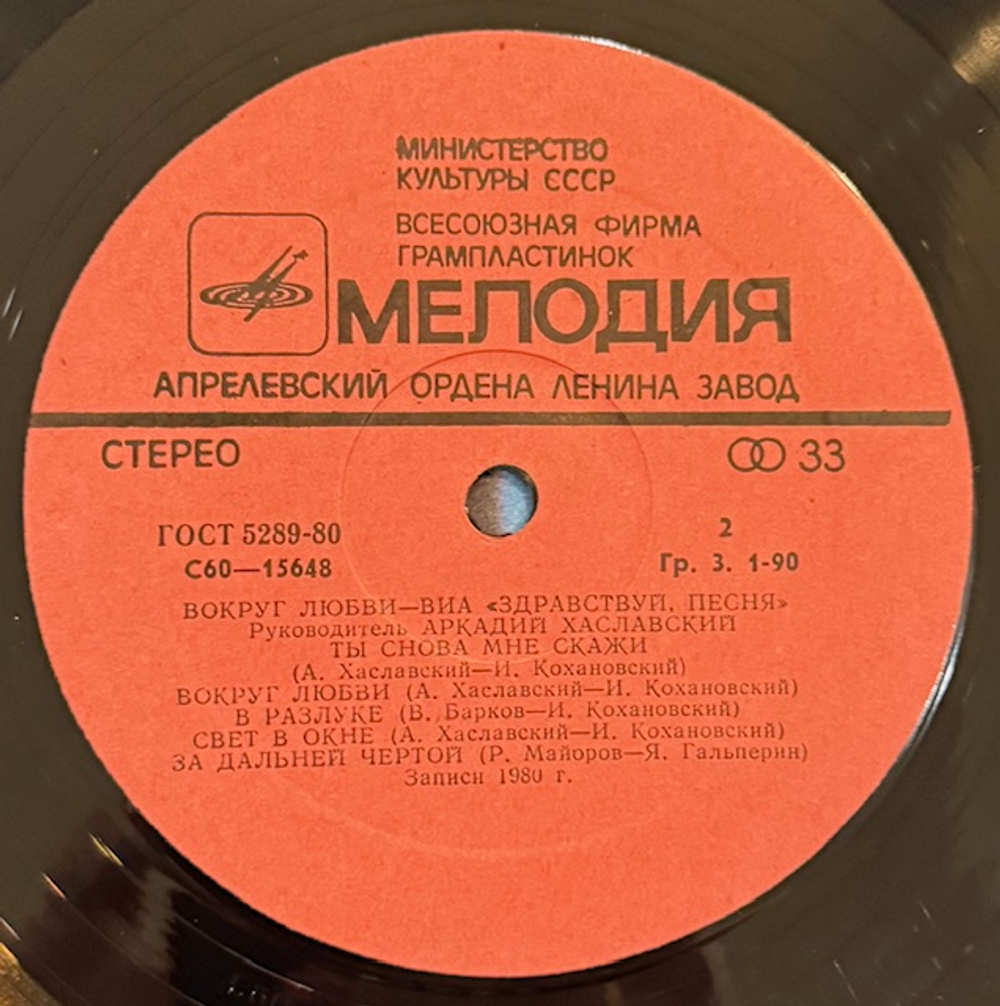 МИНИСТЕРСТВО
КУЛЬТУРЫ СССР
ВСЕСОЮЗНАЯ ФИРМА
ГРАМПЛАСТИНОК
МЕЛОДИЯ
АПРЕЛЕВСКИЙ ОРДЕНА ЛЕНИНА ЗАВОД
СТЕРЕО
33
ГОСТ 5289-80
2
С60—15648
Гр. 3. 1-90
ВОКРУГ ЛЮБВИ—ВИА «ЗДРАВСТВУЙ, ПЕСНЯ»
Руководитель АРКАДИЙ ХАСЛАВСКИЙ
ТЫ СНОВА МНЕ СКАЖИ
(А. Хаславский—И. Кохановский)
ВОКРУГ ЛЮБВИ (А. Хаславский—И. Кохановский)
В РАЗЛУКЕ (В. Барков—И. Кохановский)
СВЕТ В ОКНЕ (А. Хаславский—И. Кохановский)
ЗА ДАЛЬНЕЙ ЧЕРТОЙ (Р. Майоров—Я. Гальперин)
Записи 1980 г.